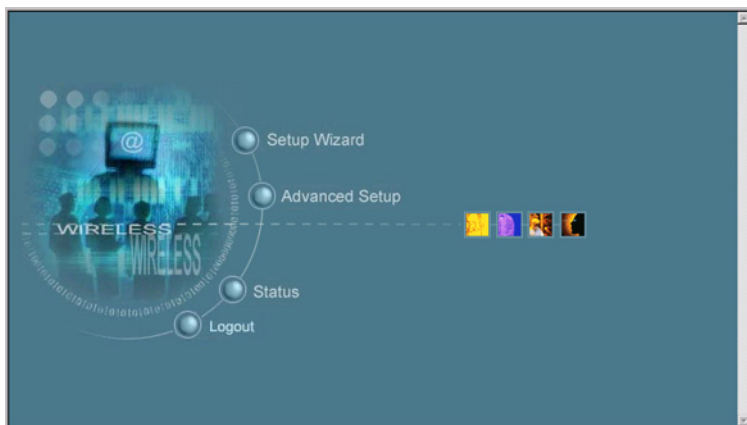 @
Setup Wizard
Advanced Setup
WIRELESS
WIRELESS
Status
Logout